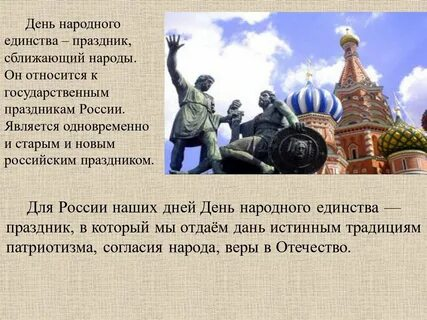 День народного
единства – праздник,
сближающий народы.
Он относится к
государственным
праздникам России.
Является одновременно
и старым и новым
российским праздником.
Для России наших дней День народного единства —
праздник, в который мы отдаём дань истинным традициям
патриотизма, согласия народа, веры в Отечество.